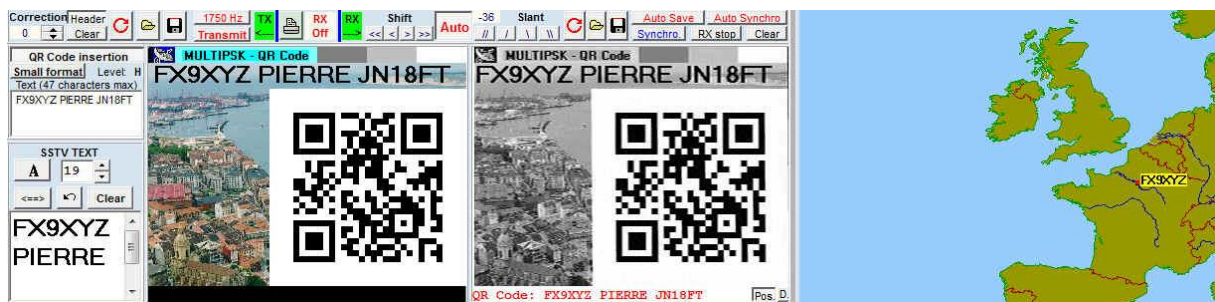 Correction Header 1750 Hz TX RX Off RX Shift Auto -36 Slant Auto Save Auto Synchro
0 Clear Transmit <--- ---> << < > >> // / \ \\ Synchro. RX stop Clear
QR Code insertion
Small format Level: H
Text (47 characters max)
FX9XYZ PIERRE JN18FT
SSTV TEXT
A 19
<==> Clear
FX9XYZ
PIERRE
MULTIPSK - QR Code
FX9XYZ PIERRE JN18FT
MULTIPSK - QR Code
FX9XYZ PIERRE JN18FT
QR Code: FX9XYZ PIERRE JN18FT Pos. D.
FX9XYZ